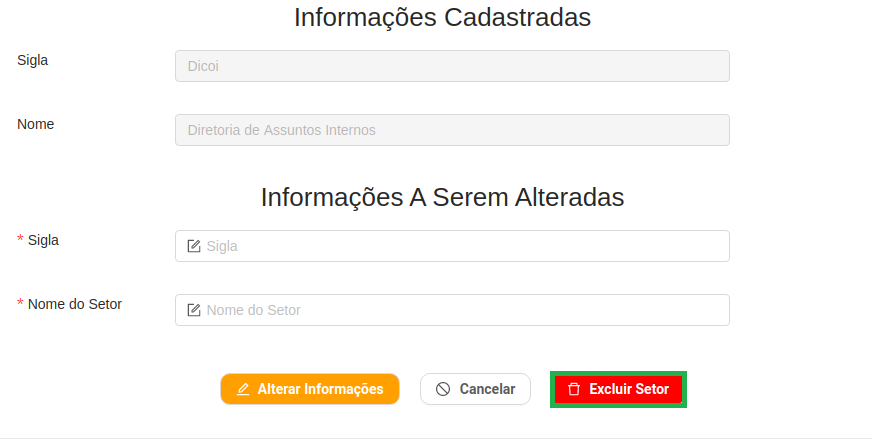 Informações Cadastradas
Sigla
Dicoi
Nome
Diretoria de Assuntos Internos
Informações A Serem Alteradas
* Sigla
Sigla
* Nome do Setor
Nome do Setor
Alterar Informações Cancelar Excluir Setor